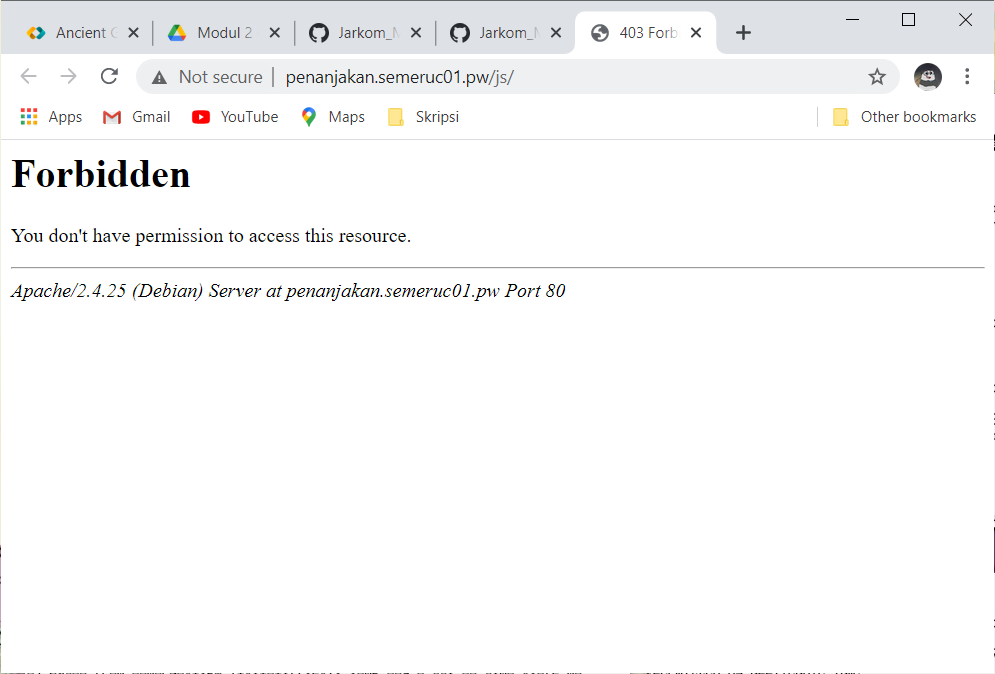 Ancient
Modul 2
Jarkom_
Jarkom_
403 Forb
Not secure
penanjakan.semeruc01.pw/js/
Apps
Gmail
YouTube
Maps
Skripsi
Other bookmarks
Forbidden
You don't have permission to access this resource.
Apache/2.4.25 (Debian) Server at penanjakan.semeruc01.pw Port 80